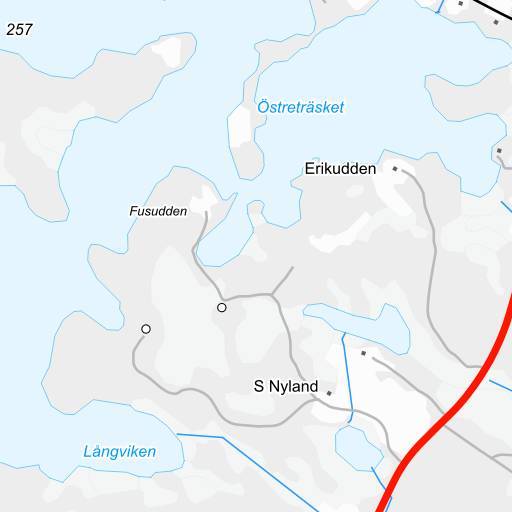 257
Östreträsket
Erikudden
Fusudden
S Nyland
Långviken